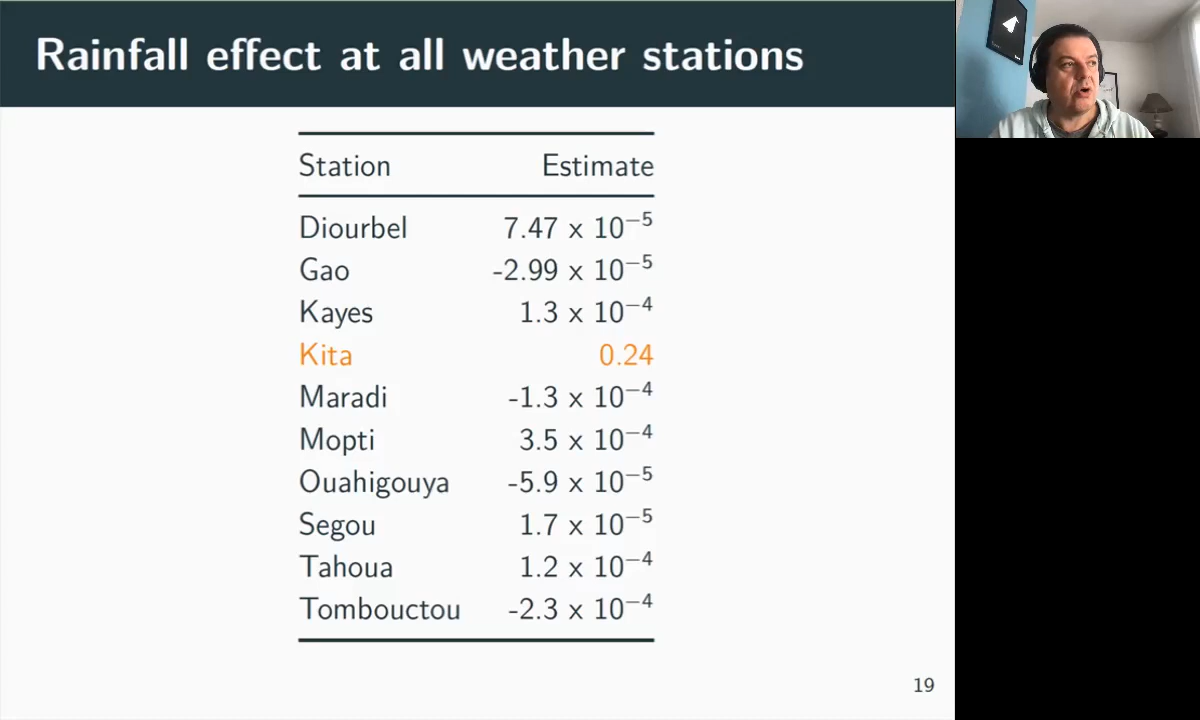 Rainfall effect at all weather stations
Station Estimate
Diourbel 7.47 x 10⁻⁵
Gao -2.99 x 10⁻⁵
Kayes 1.3 x 10⁻⁴
Kita 0.24
Maradi -1.3 x 10⁻⁴
Mopti 3.5 x 10⁻⁴
Ouahigouya -5.9 x 10⁻⁵
Segou 1.7 x 10⁻⁵
Tahoua 1.2 x 10⁻⁴
Tombouctou -2.3 x 10⁻⁴
19